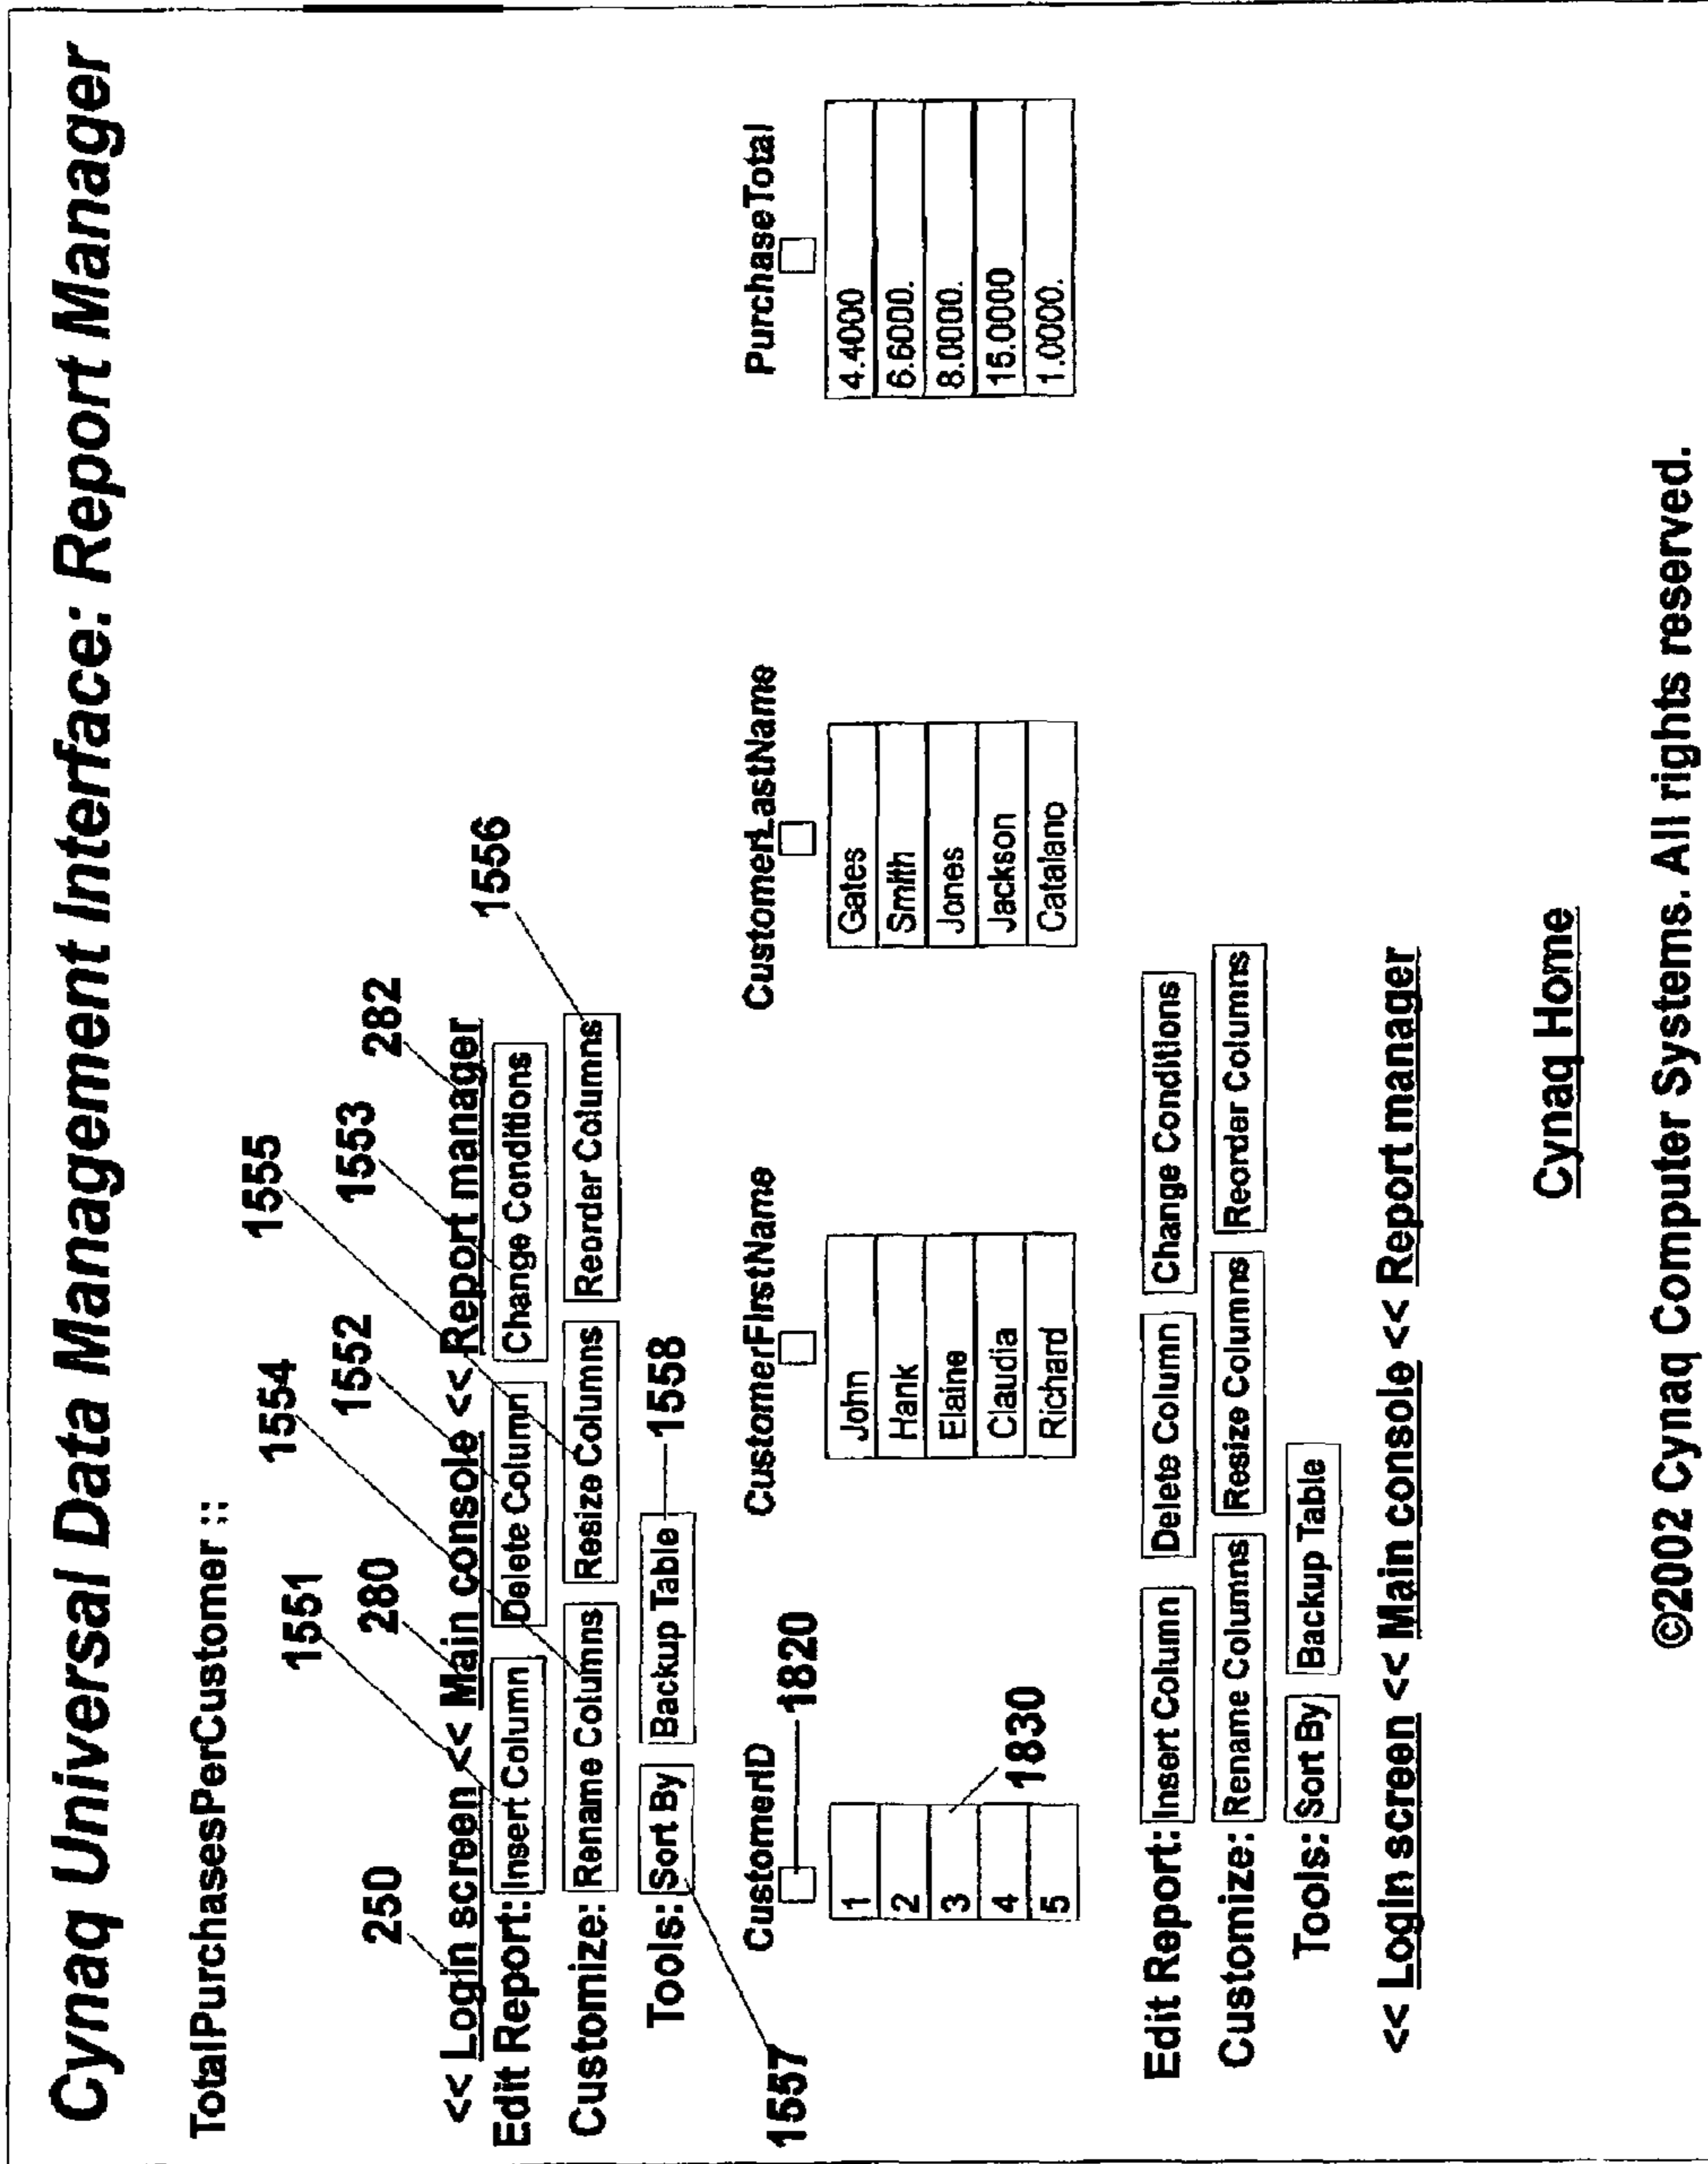 Cynaq Universal Data Management Interface: Report Manager
TotalPurchasesPerCustomer ;;
1555
1554 1553
1551 1552 282
250 280
<< Login screen << Main console << Report manager
1556
Edit Report: Insert Column Delete Column Change Conditions
Customize: Rename Columns Resize Columns Reorder Columns
Tools: Sort By Backup Table 1558
1557
CustomerID CustomerFirstName CustomerLastName PurchaseTotal
1820
1 John Gates 4.4000
2 Hank Smith 6.6000.
3 Elaine Jones 8.0000.
4 Claudia Jackson 15.0000
5 Richard Catalano 1.0000.
1830
Edit Report: Insert Column Delete Column Change Conditions
Customize: Rename Columns Resize Columns Reorder Columns
Tools: Sort By Backup Table
<< Login screen << Main console << Report manager
Cynaq Home
©2002 Cynaq Computer Systems. All rights reserved.